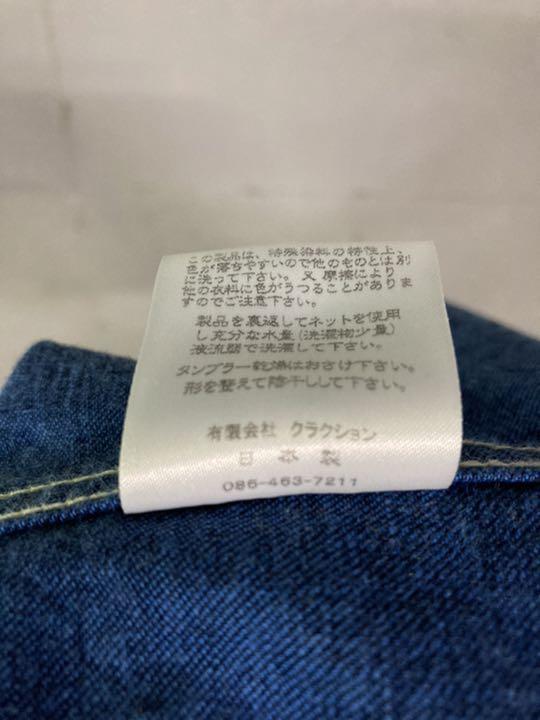 この製品は、特殊染料の特性上、
色が落ちやすいので他のものとは別
に洗って下さい。又摩擦により
他の衣料に色がうつることがありま
すのでご注意下さい。
製品を裏返してネットを使用
し充分な水量(洗濯物少量)
液流弱で洗濯して下さい。
タンブラー乾燥はおさけ下さい。
形を整えて陰干しして下さい。
有限会社 クラクション
日本製
086-463-7211